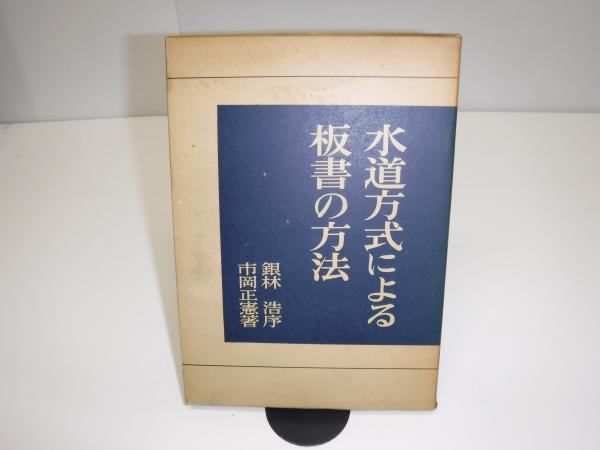 水道方式による
板書の方法
銀林 浩序
市岡正憲著